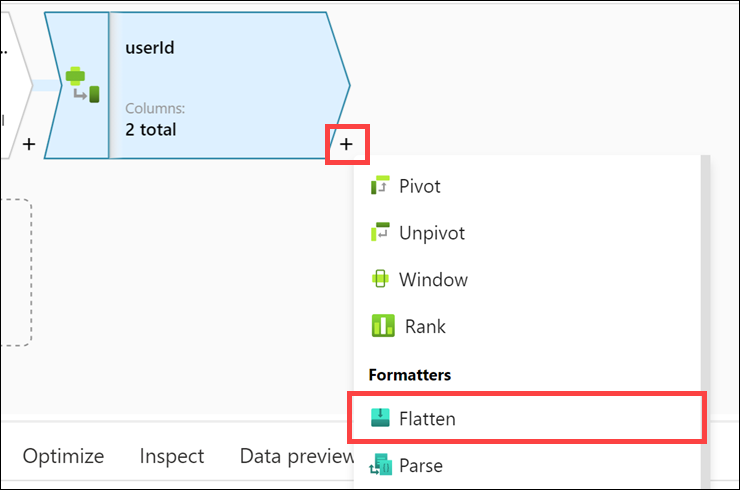 ...
userId
Columns:
2 total
+
+
Pivot
Unpivot
Window
Rank
Formatters
Flatten
Optimize
Inspect
Data preview
Parse